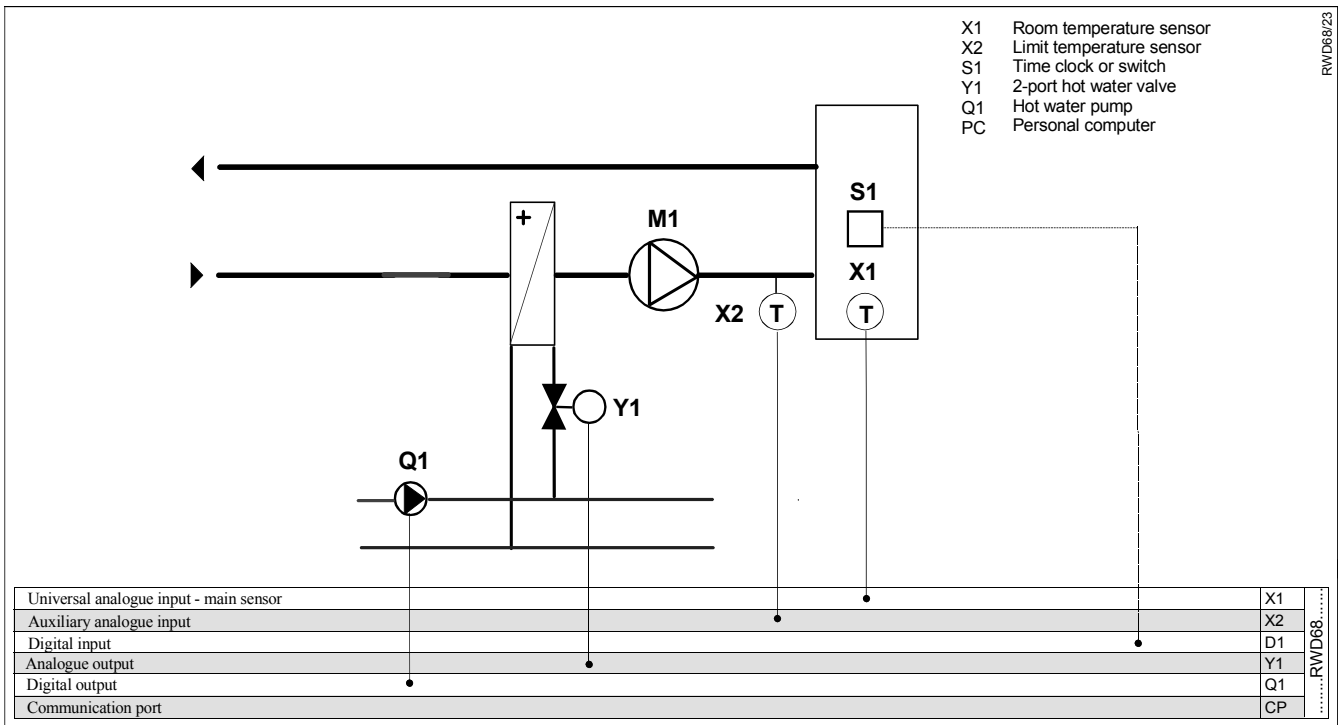 X1 Room temperature sensor
X2 Limit temperature sensor
S1 Time clock or switch
Y1 2-port hot water valve
Q1 Hot water pump
PC Personal computer
RWD68/23
S1
+
M1
X1
X2
T
T
Y1
Q1
Universal analogue input - main sensor X1
Auxiliary analogue input X2
Digital input D1
Analogue output Y1
Digital output Q1
Communication port CP
.......RWD68.......